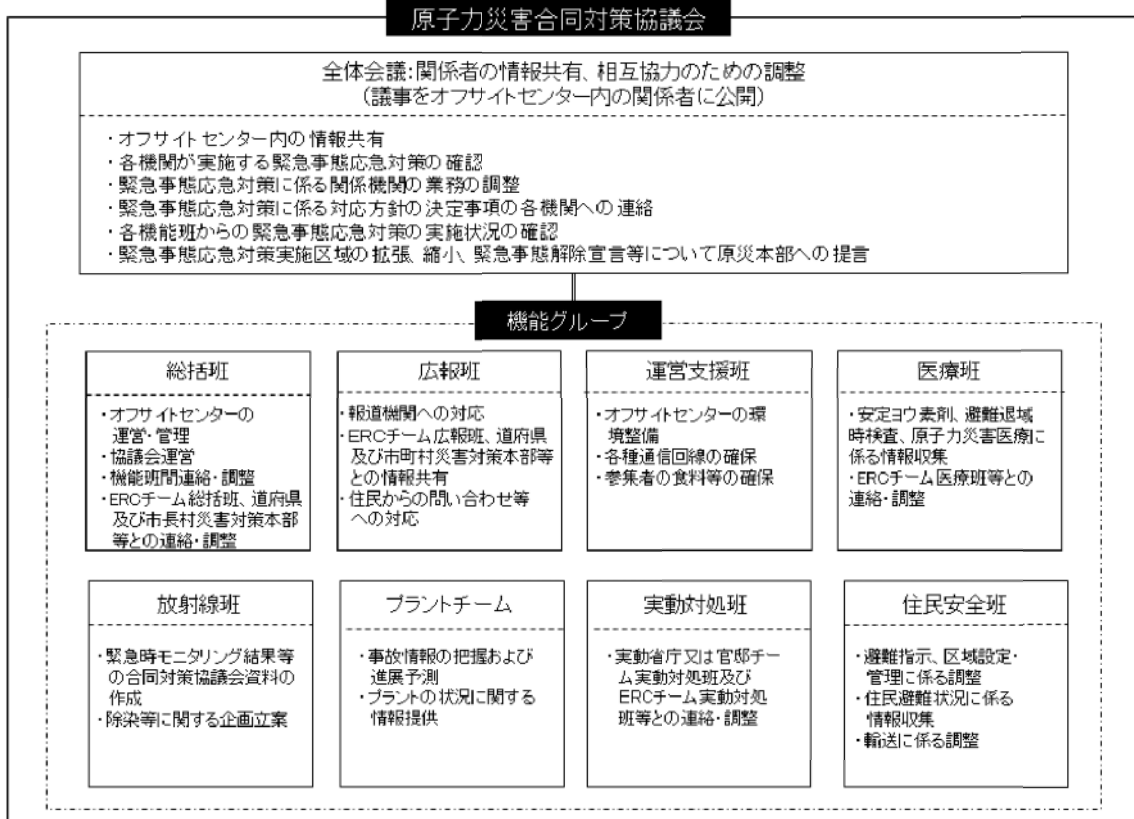 原子力災害合同対策協議会
全体会議:関係者の情報共有、相互協力のための調整
(議事をオフサイトセンター内の関係者に公開)
・オフサイトセンター内の情報共有
・各機関が実施する緊急事態応急対策の確認
・緊急事態応急対策に係る関係機関の業務の調整
・緊急事態応急対策に係る対応方針の決定事項の各機関への連絡
・各機能班からの緊急事態応急対策の実施状況の確認
・緊急事態応急対策実施区域の拡張、縮小、緊急事態解除宣言等について原災本部への提言
機能グループ
総括班
・オフサイトセンターの
運営・管理
・協議会運営
・機能班間連絡・調整
・ERCチーム総括班、道府県
及び市長村災害対策本部
等との連絡・調整
広報班
・報道機関への対応
・ERCチーム広報班、道府県
及び市町村災害対策本部等
との情報共有
・住民からの問い合わせ等
への対応
運営支援班
・オフサイトセンターの環
境整備
・各種通信回線の確保
・参集者の食料等の確保
医療班
・安定ヨウ素剤、避難退域
時検査、原子力災害医療に
係る情報収集
・ERCチーム医療班等との
連絡・調整
放射線班
・緊急時モニタリング結果等
の合同対策協議会資料の
作成
・除染等に関する企画立案
プラントチーム
・事故情報の把握および
進展予測
・プラントの状況に関する
情報提供
実動対処班
・実動省庁又は官邸チー
ム実動対処班及び
ERCチーム実動対処
班等との連絡・調整
住民安全班
・避難指示、区域設定・
管理に係る調整
・住民避難状況に係る
情報収集
・輸送に係る調整